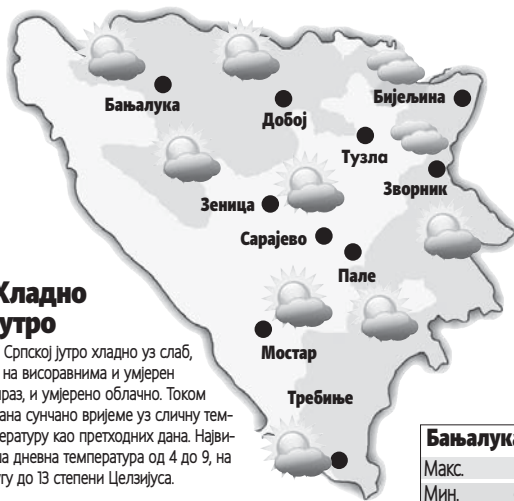 Бањалука
Добој
Бијељина
Тузла
Зворник
Зеница
Сарајево
Пале
Мостар
Требиње
Хладно
јутро
Српској јутро хладно уз слаб,
на висоравнима и умјерен
мраз, и умјерено облачно. Током
дана сунчано вријеме уз сличну тем-
пературу као претходних дана. Највиша дневна температура од 4 до 9, на
југу до 13 степени Целзијуса.
Бањалука
Макс.
Мин.